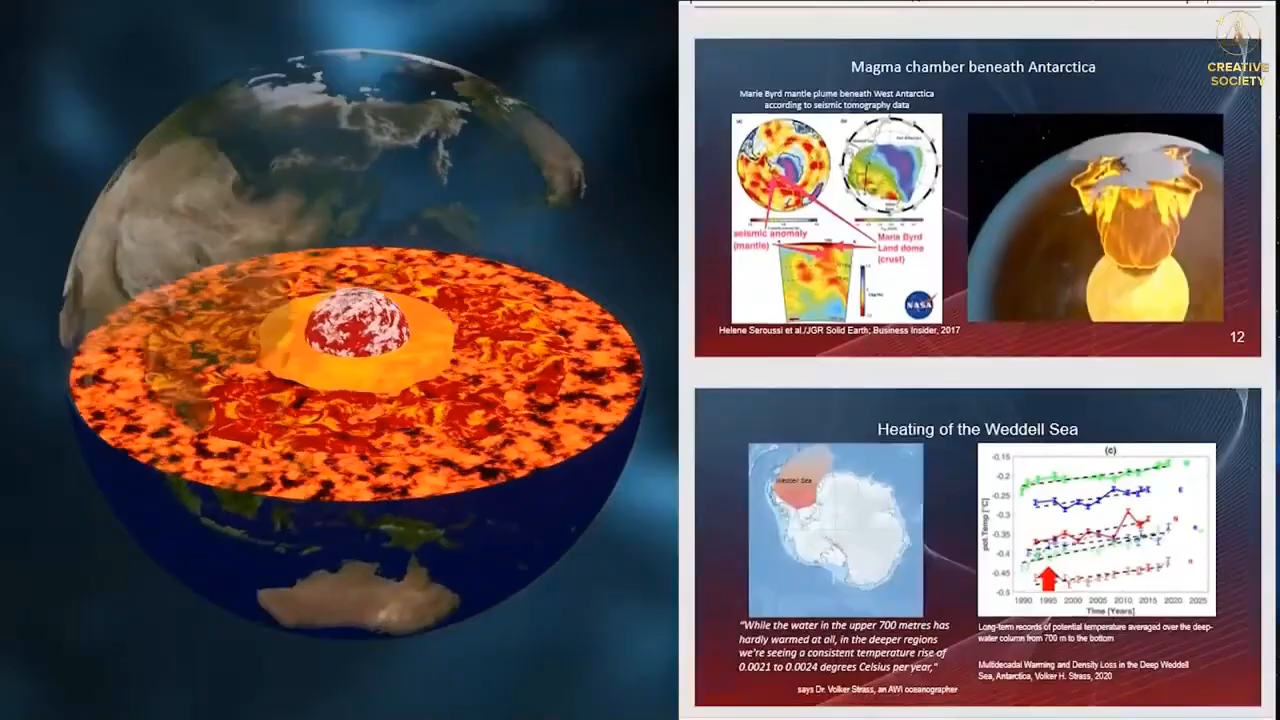 CREATIVE
SOCIETY
Magma chamber beneath Antarctica
Marie Byrd mantle plume beneath West Antarctica
according to seismic tomography data
(a)
(b)
seismic anomaly
(mantle)
Marie Byrd
Land dome
(crust)
NASA
Helene Seroussi et al./JGR Solid Earth; Business Insider, 2017
12
Heating of the Weddell Sea
Weddell Sea
(c)
pot.Temp [°C]
-0.15
-0.2
-0.25
-0.3
-0.35
-0.4
-0.45
-0.5
1990 1995 2000 2005 2010 2015 2020 2025
Time [Years]
"While the water in the upper 700 metres has
hardly warmed at all, in the deeper regions
we're seeing a consistent temperature rise of
0.0021 to 0.0024 degrees Celsius per year,"
says Dr. Volker Strass, an AWI oceanographer
Long-term records of potential temperature averaged over the deep-
water column from 700 m to the bottom
Multidecadal Warming and Density Loss in the Deep Weddell
Sea, Antarctica, Volker H. Strass, 2020